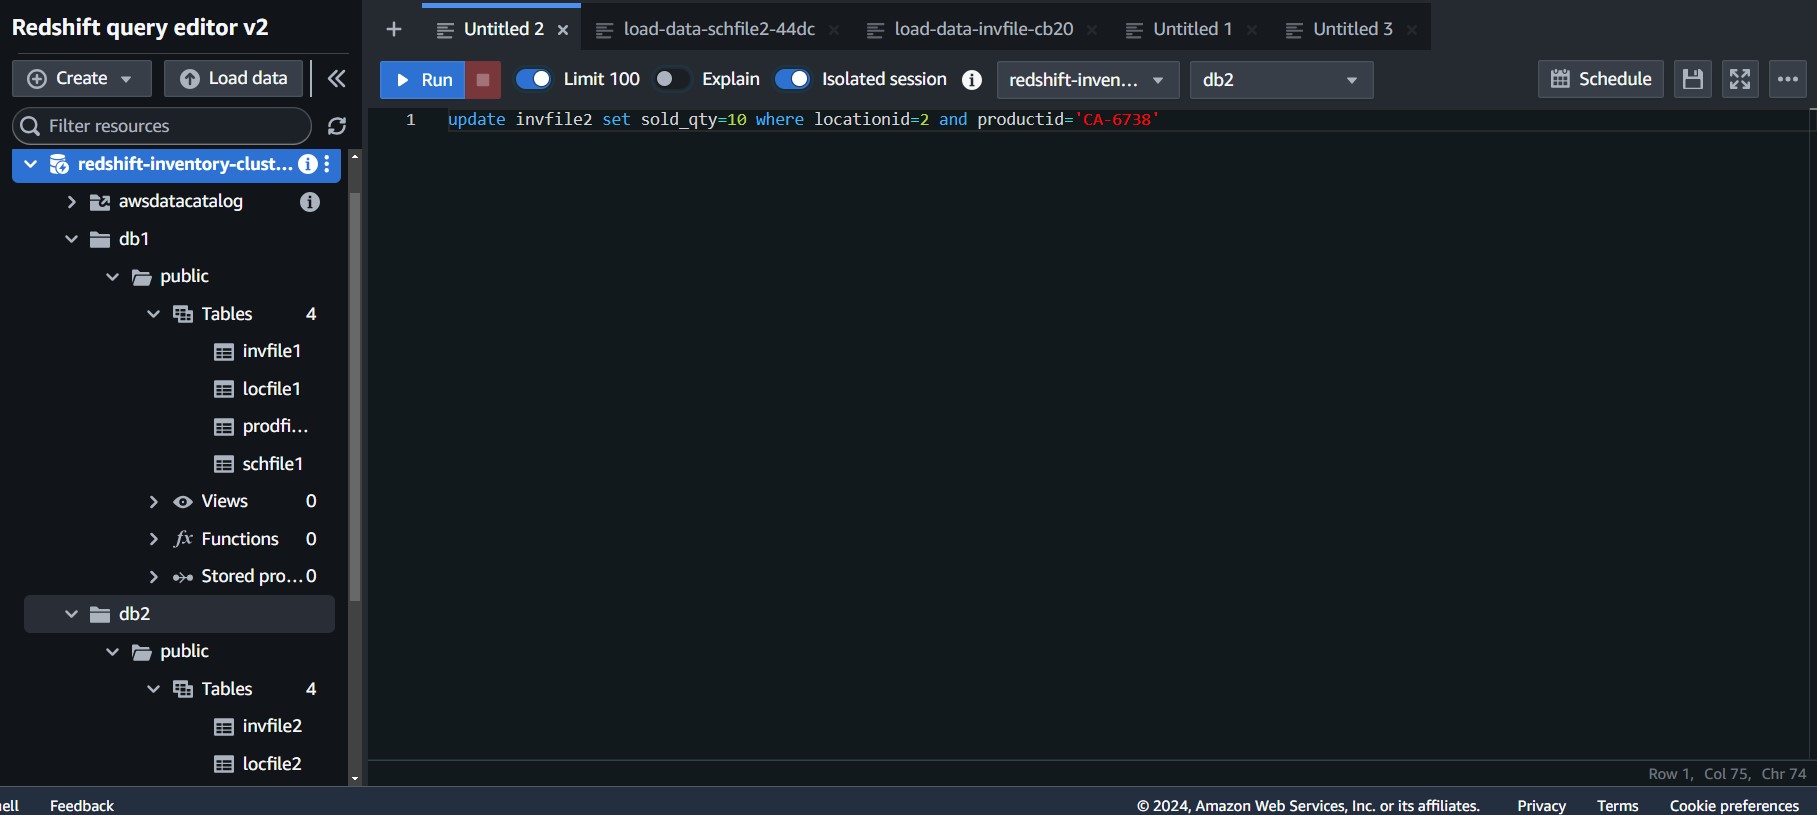 Redshift query editor v2
Create
Load data
Filter resources
redshift-inventory-clust...
awsdatacatalog
db1
public
Tables 4
invfile1
locfile1
prodfi...
schfile1
Views 0
fx Functions 0
Stored pro... 0
db2
public
Tables 4
invfile2
locfile2
Untitled 2
load-data-schfile2-44dc
load-data-invfile-cb20
Untitled 1
Untitled 3
Run
Limit 100
Explain
Isolated session
redshift-inven...
db2
Schedule
1 update invfile2 set sold_qty=10 where locationid=2 and productid='CA-6738'
Row 1, Col 75, Chr 74
ell
Feedback
© 2024, Amazon Web Services, Inc. or its affiliates.
Privacy
Terms
Cookie preferences